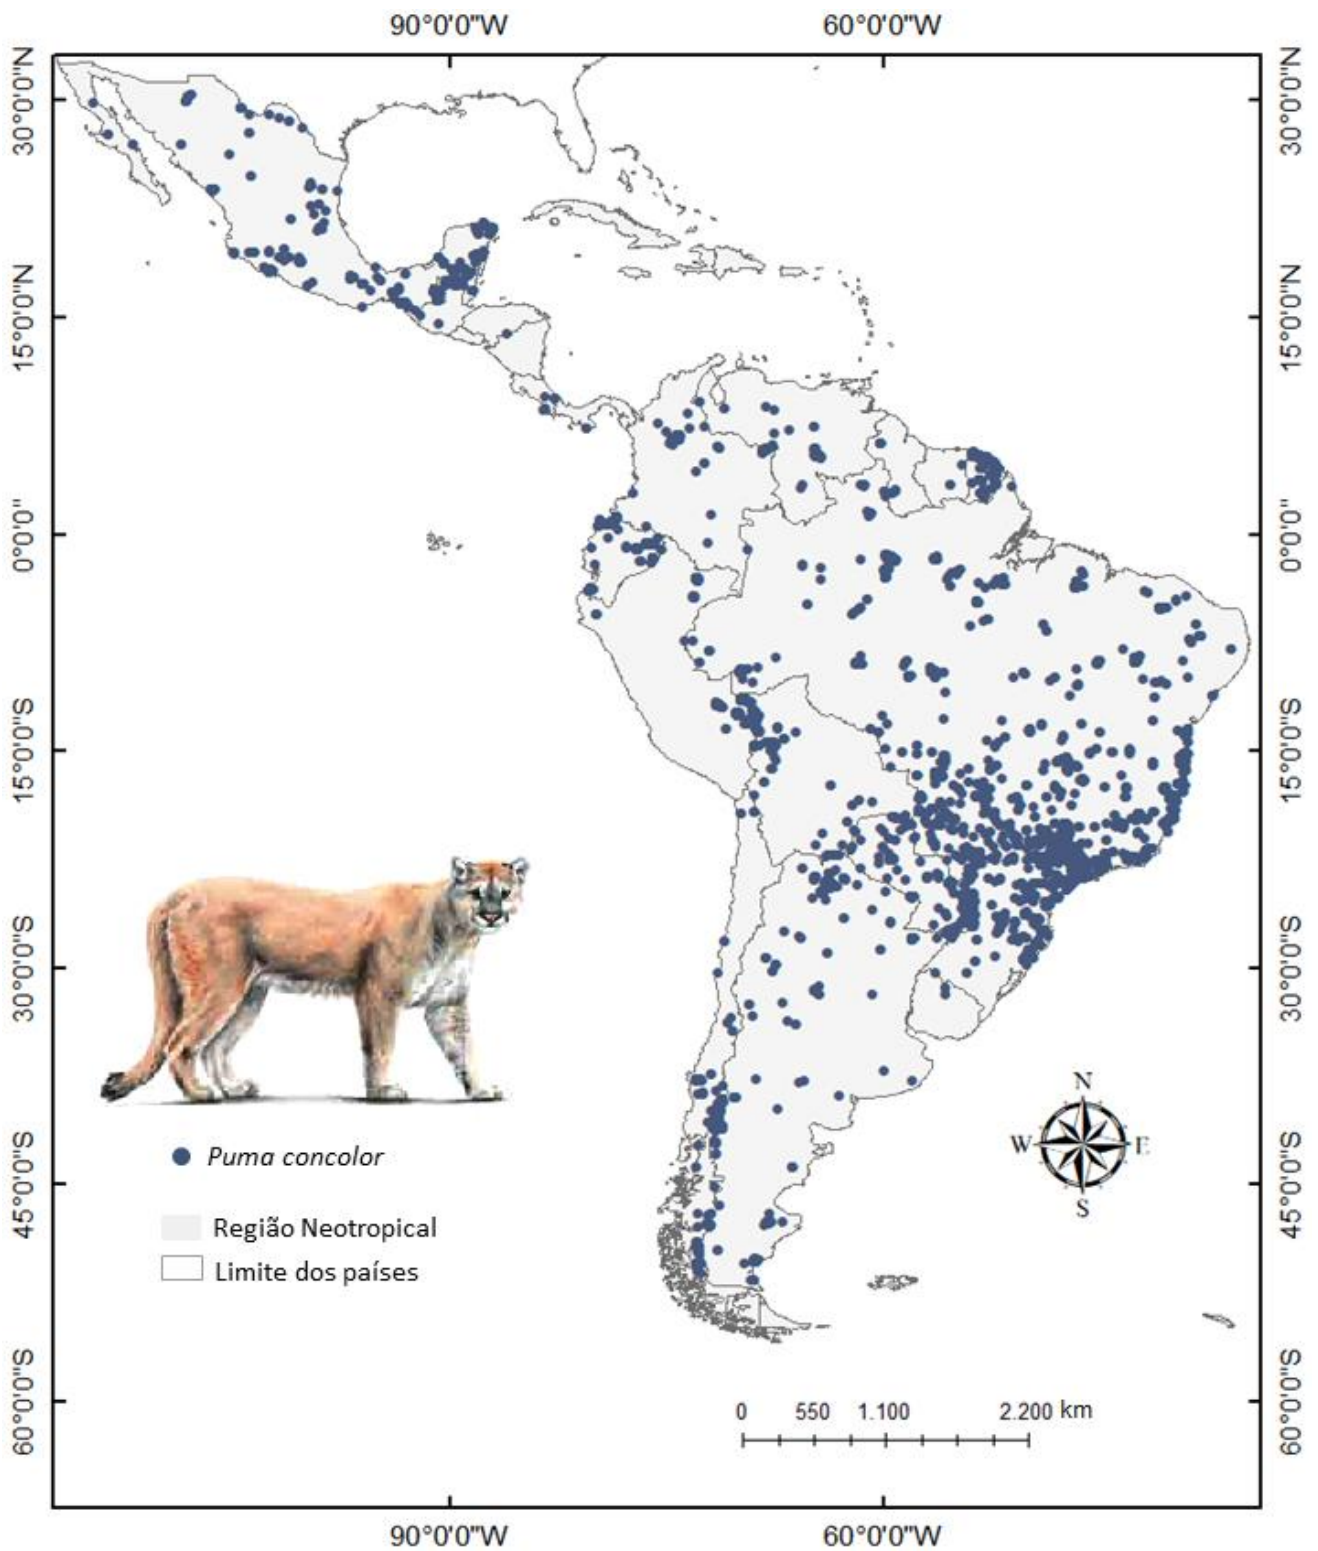 90°0'0"W 60°0'0"W
30°0'0"N 30°0'0"N
15°0'0"N 15°0'0"N
0°0'0" 0°0'0"
15°0'0"S 15°0'0"S
30°0'0"S 30°0'0"S
45°0'0"S 45°0'0"S
60°0'0"S 60°0'0"S
N
W E
S
Puma concolor
Região Neotropical
Limite dos países
0 550 1.100 2.200 km
90°0'0"W 60°0'0"W